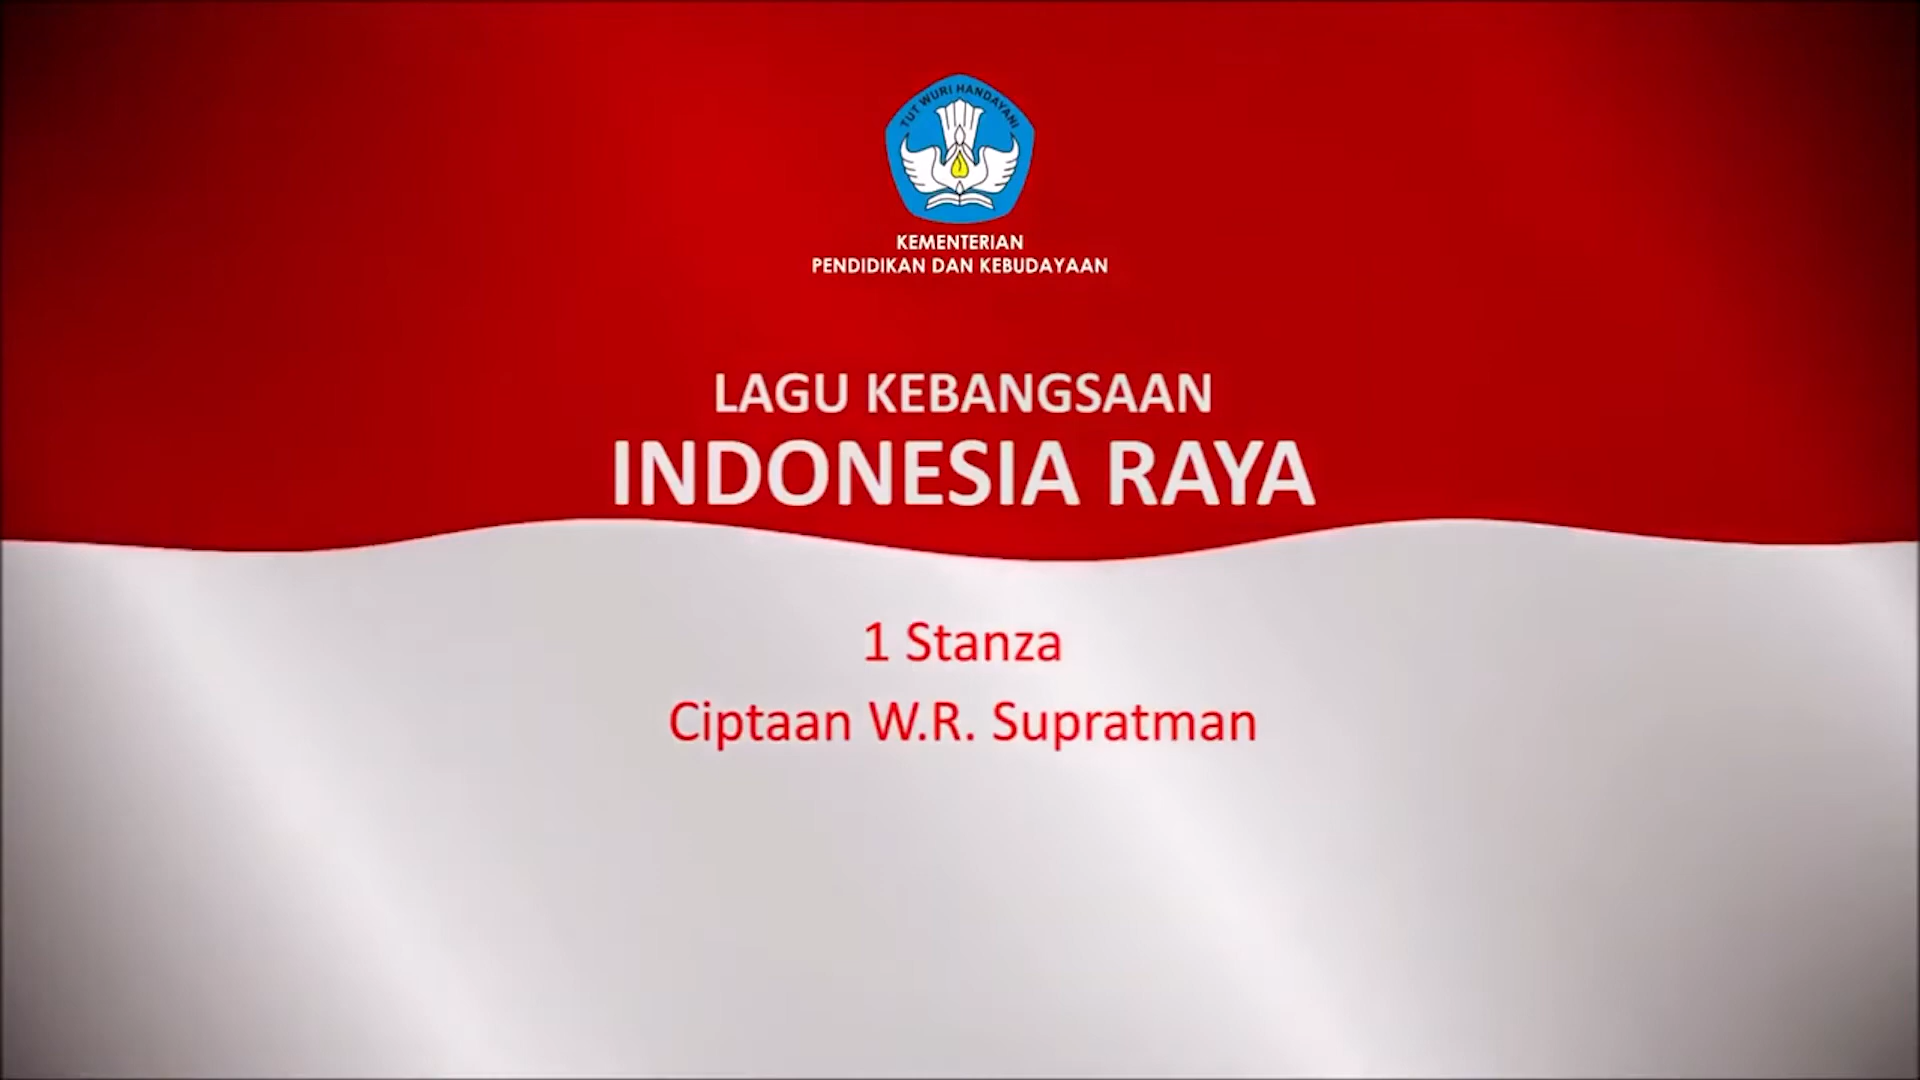 TUT WURI HANDAYANI
KEMENTERIAN
PENDIDIKAN DAN KEBUDAYAAN
LAGU KEBANGSAAN
INDONESIA RAYA
1 Stanza
Ciptaan W.R. Supratman